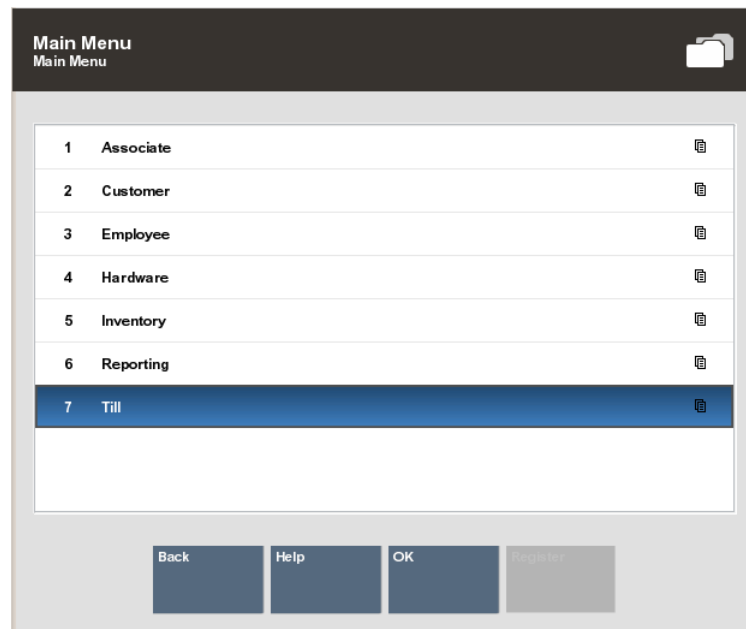 Main Menu
Main Menu
1 Associate
2 Customer
3 Employee
4 Hardware
5 Inventory
6 Reporting
7 Till
Back Help OK Register